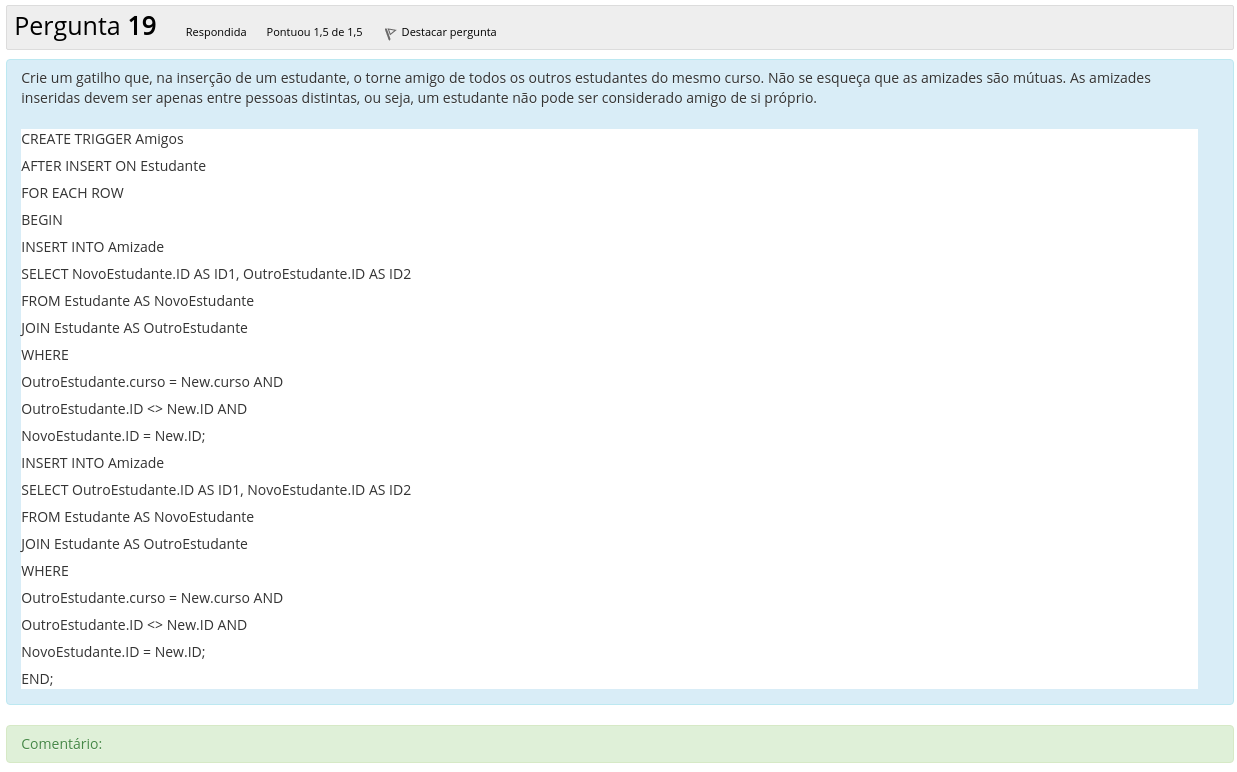 Pergunta 19 Respondida Pontuou 1,5 de 1,5 Destacar pergunta
Crie um gatilho que, na inserção de um estudante, o torne amigo de todos os outros estudantes do mesmo curso. Não se esqueça que as amizades são mútuas. As amizades
inseridas devem ser apenas entre pessoas distintas, ou seja, um estudante não pode ser considerado amigo de si próprio.
CREATE TRIGGER Amigos
AFTER INSERT ON Estudante
FOR EACH ROW
BEGIN
INSERT INTO Amizade
SELECT NovoEstudante.ID AS ID1, OutroEstudante.ID AS ID2
FROM Estudante AS NovoEstudante
JOIN Estudante AS OutroEstudante
WHERE
OutroEstudante.curso = New.curso AND
OutroEstudante.ID <> New.ID AND
NovoEstudante.ID = New.ID;
INSERT INTO Amizade
SELECT OutroEstudante.ID AS ID1, NovoEstudante.ID AS ID2
FROM Estudante AS NovoEstudante
JOIN Estudante AS OutroEstudante
WHERE
OutroEstudante.curso = New.curso AND
OutroEstudante.ID <> New.ID AND
NovoEstudante.ID = New.ID;
END;
Comentário: